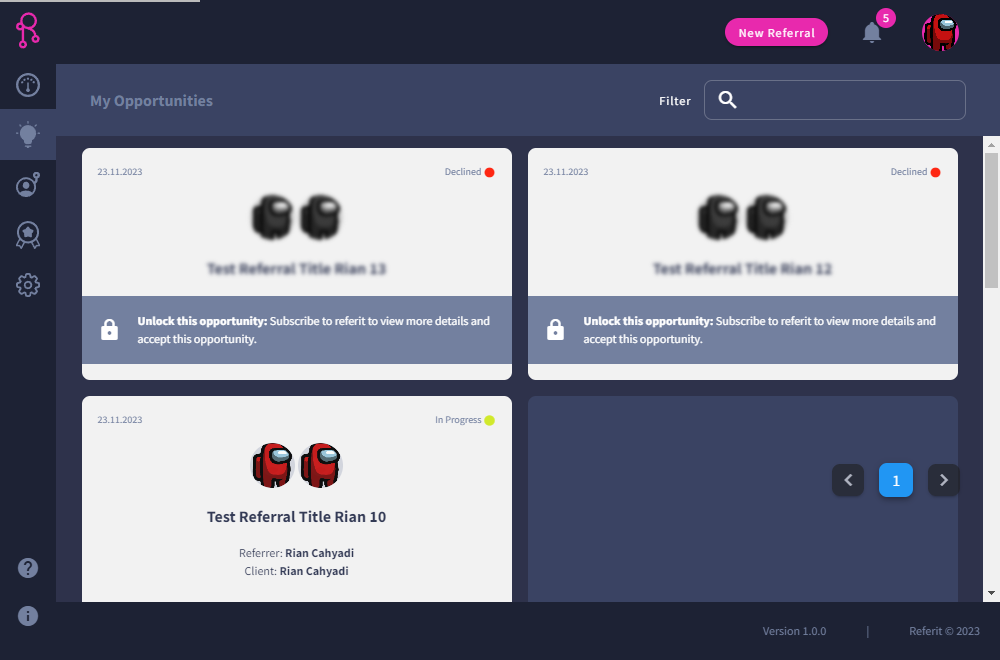 New Referral
5
My Opportunities
Filter
23.11.2023
Declined
Test Referral Title Rian 13
Unlock this opportunity: Subscribe to referit to view more details and
accept this opportunity.
23.11.2023
Declined
Test Referral Title Rian 12
Unlock this opportunity: Subscribe to referit to view more details and
accept this opportunity.
23.11.2023
In Progress
Test Referral Title Rian 10
Referrer: Rian Cahyadi
Client: Rian Cahyadi
1
Version 1.0.0
|
Referit © 2023